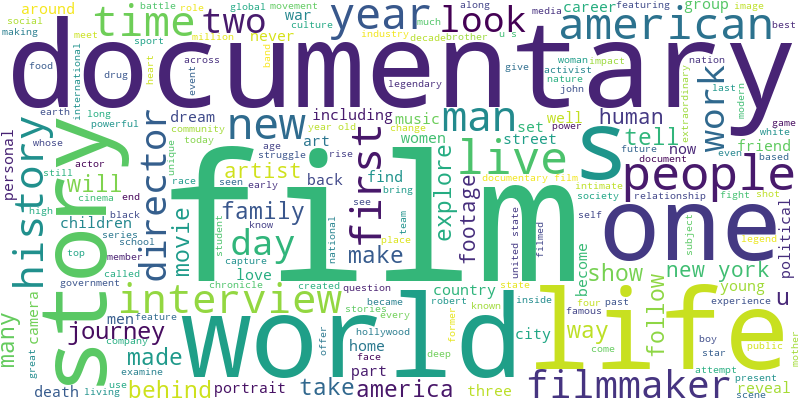 around battle role global movement much along media career featuring group image
social making meet sport time two culture war never year look industry decade brother u s american best
food drug across million band documentary give woman activist nature john impact nation last modern
earth heart event legendary
whose long powerful dream including music man well power human set street work tell extraordinary game white
personal community today unique director new year old art change women s now future document even based friend
history still actor age struggle rise first live people
story will artist back find explore footage bring intimate society relationship fight shot
cinema end race seen early film one self legend
high black series family movie see team become subject political
children school student know day make place united state filmed show new york young u
top member capture love national country
called government chronicle created question state inside four past experience
many camera men feature interview stories became every robert known follow famous
journey company world hollywood city former way come life boy star public
great made examine offer home face part deep attempt mother
death living use behind portrait take america three filmmaker present reveal scene